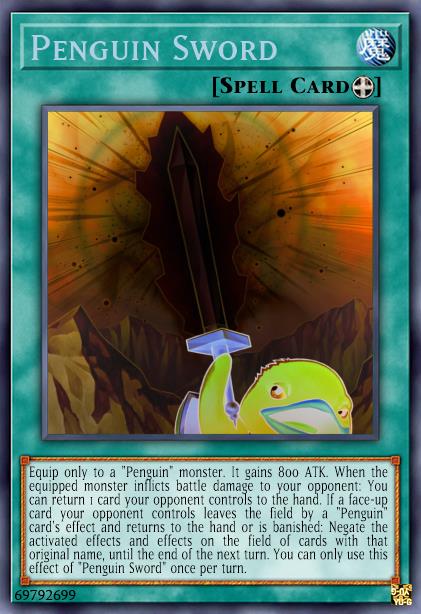 Penguin Sword
魔
[Spell Card]
Equip only to a "Penguin" monster. It gains 800 ATK. When the
equipped monster inflicts battle damage to your opponent: You
can return 1 card your opponent controls to the hand. If a face-up
card your opponent controls leaves the field by a "Penguin"
card's effect and returns to the hand or is banished: Negate the
activated effects and effects on the field of cards with that
original name, until the end of the next turn. You can only use this
effect of "Penguin Sword" once per turn.
69792699